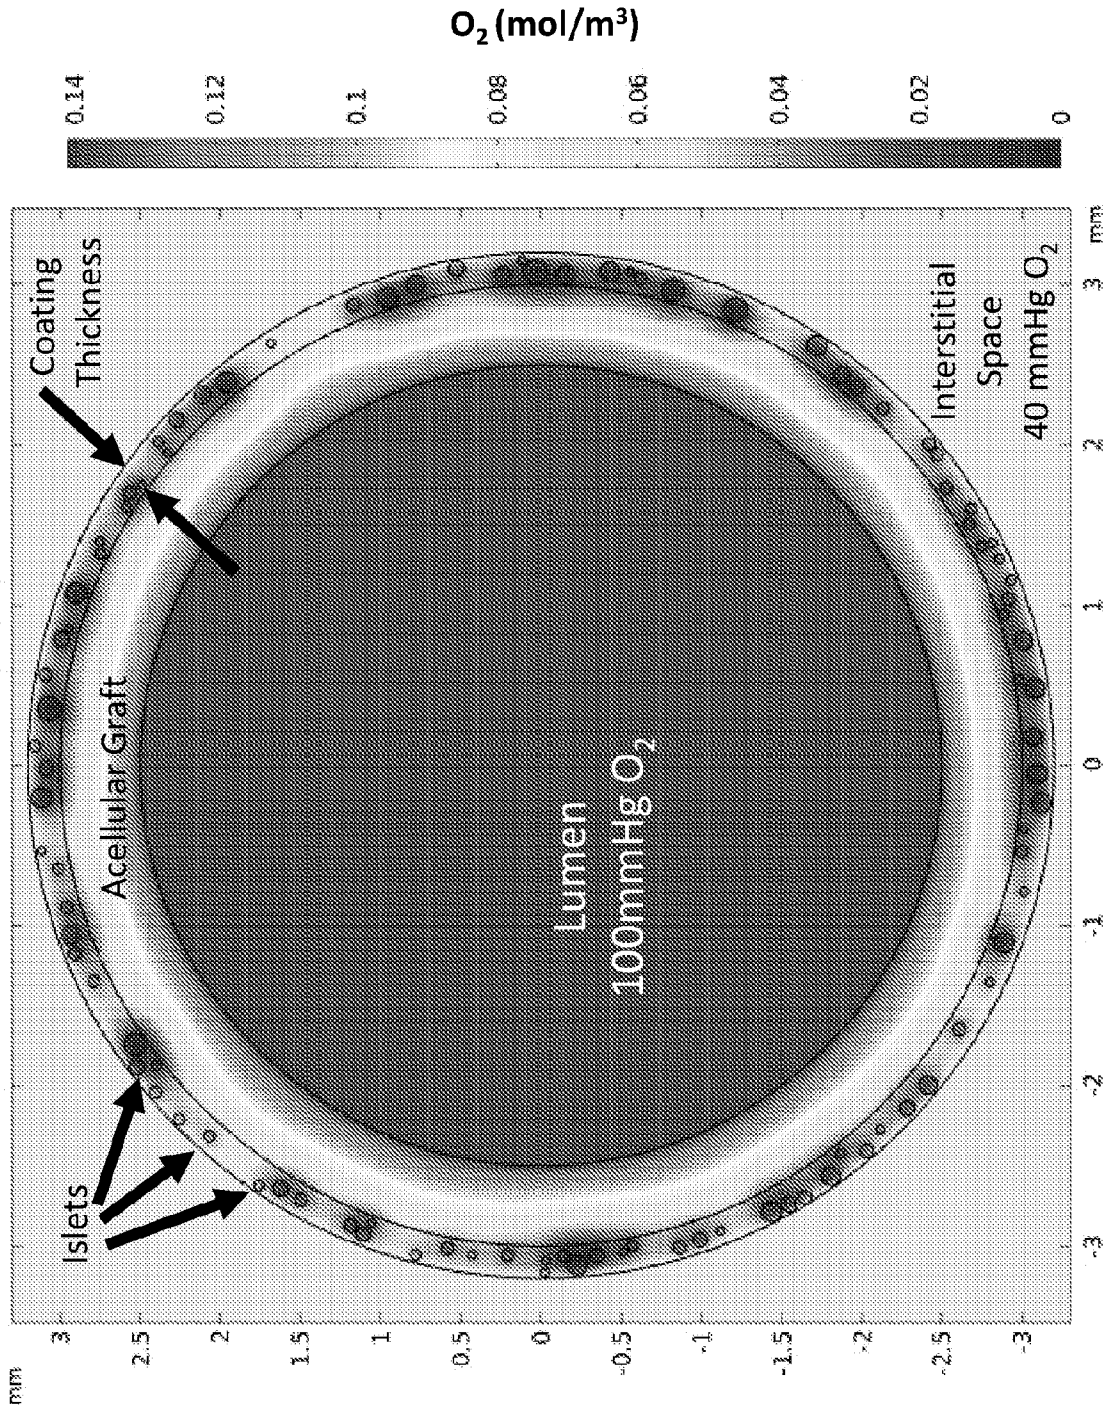 O₂ (mol/m³)
0.14
0.12
0.1
0.08
0.06
0.04
0.02
0
Islets
Coating
Thickness
Acellular Graft
Lumen
100mmHg O₂
Interstitial
Space
40 mmHg O₂
mm
3
2.5
2
1.5
1
0.5
0
-0.5
-1
-1.5
-2
-2.5
-3
-3
-2
-1
0
1
2
3
mm